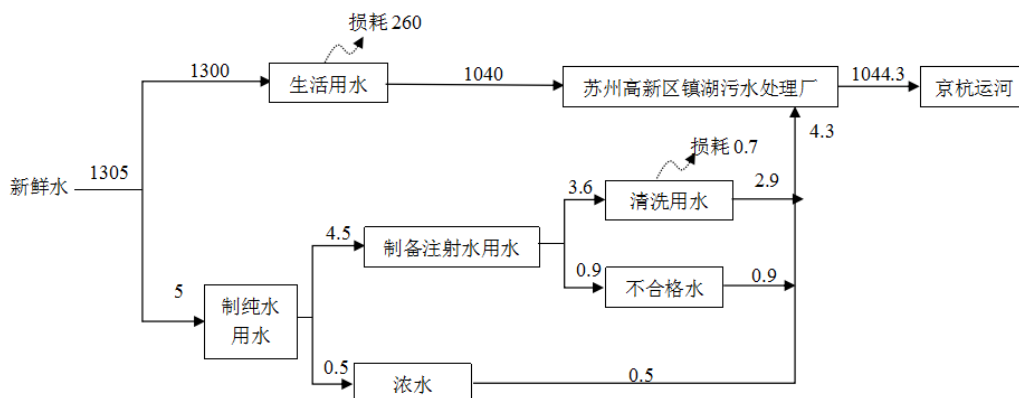 损耗 260
1300
生活用水
1040
苏州高新区镇湖污水处理厂
1044.3
京杭运河
4.3
新鲜水
1305
损耗 0.7
3.6
清洗用水
2.9
4.5
制备注射水用水
0.9
不合格水
0.9
5
制纯水
用水
0.5
浓水
0.5